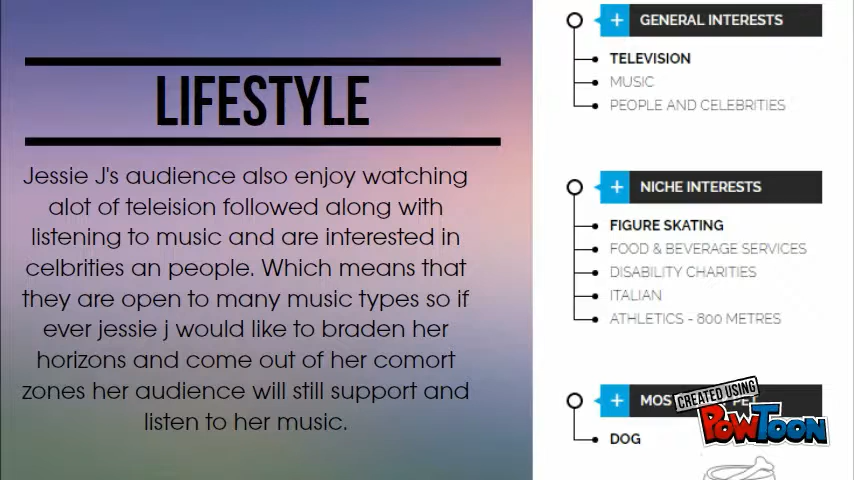 LIFESTYLE
Jessie J's audience also enjoy watching
alot of teleision followed along with
listening to music and are interested in
celbrities an people. Which means that
they are open to many music types so if
ever jessie j would like to braden her
horizons and come out of her comort
zones her audience will still support and
listen to her music.
+ GENERAL INTERESTS
TELEVISION
MUSIC
PEOPLE AND CELEBRITIES
+ NICHE INTERESTS
FIGURE SKATING
FOOD & BEVERAGE SERVICES
DISABILITY CHARITIES
ITALIAN
ATHLETICS - 800 METRES
+ MOS PET
DOG
CREATED USING
POWTOON